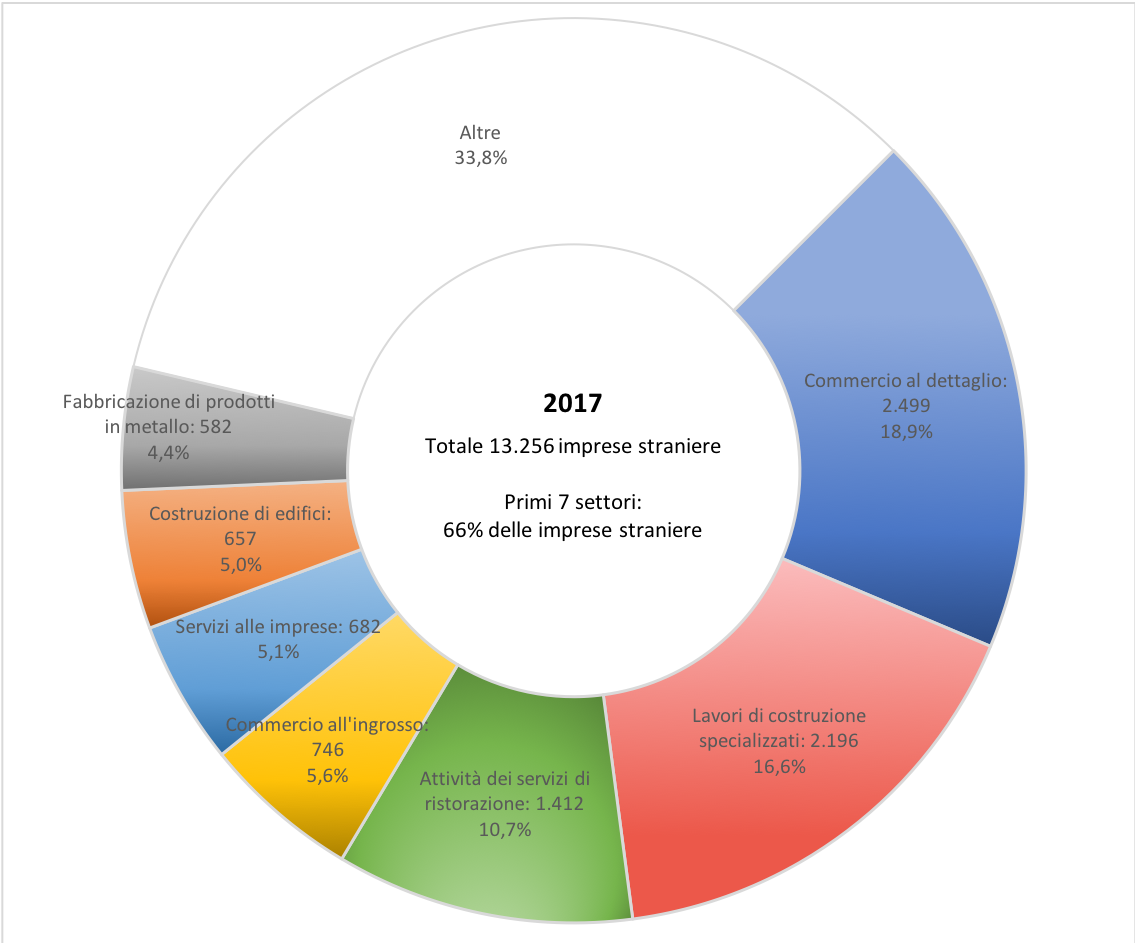 Altre
33,8%
Commercio al dettaglio:
2.499
18,9%
Fabbricazione di prodotti
in metallo: 582
4,4%
2017
Totale 13.256 imprese straniere
Primi 7 settori:
66% delle imprese straniere
Costruzione di edifici:
657
5,0%
Servizi alle imprese: 682
5,1%
Commercio all'ingrosso:
746
5,6%
Attività dei servizi di
ristorazione: 1.412
10,7%
Lavori di costruzione
specializzati: 2.196
16,6%